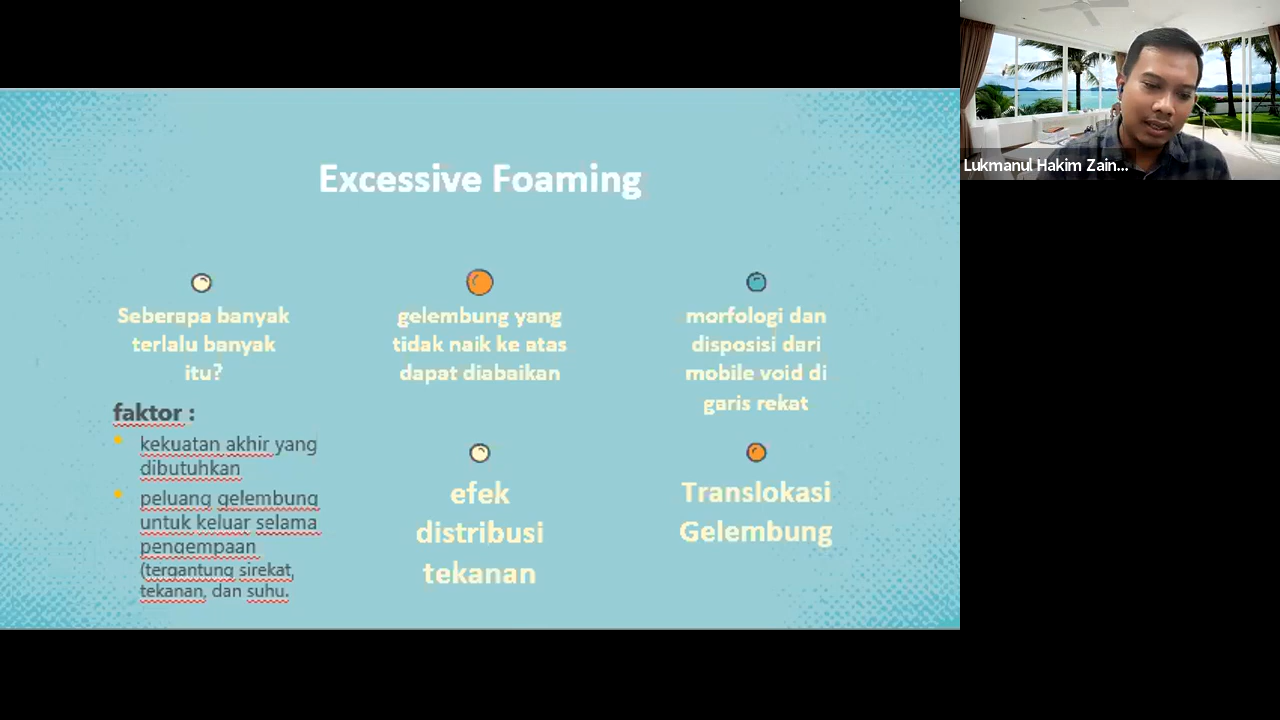 Excessive Foaming
Seberapa banyak
terlalu banyak
itu?
faktor :
kekuatan akhir yang
dibutuhkan
peluang gelembung
untuk keluar selama
pengempaan
(tergantung sirekat,
tekanan, dan suhu.
gelembung yang
tidak naik ke atas
dapat diabaikan
morfologi dan
disposisi dari
mobile void di
garis rekat
efek
distribusi
tekanan
Translokasi
Gelembung
Lukmanul Hakim Zain...